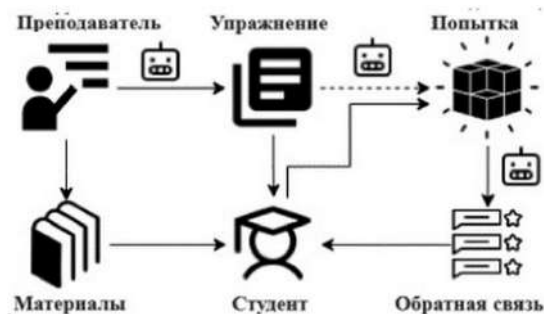 Преподаватель
Упражнение
Попытка
Материалы
Студент
Обратная связь